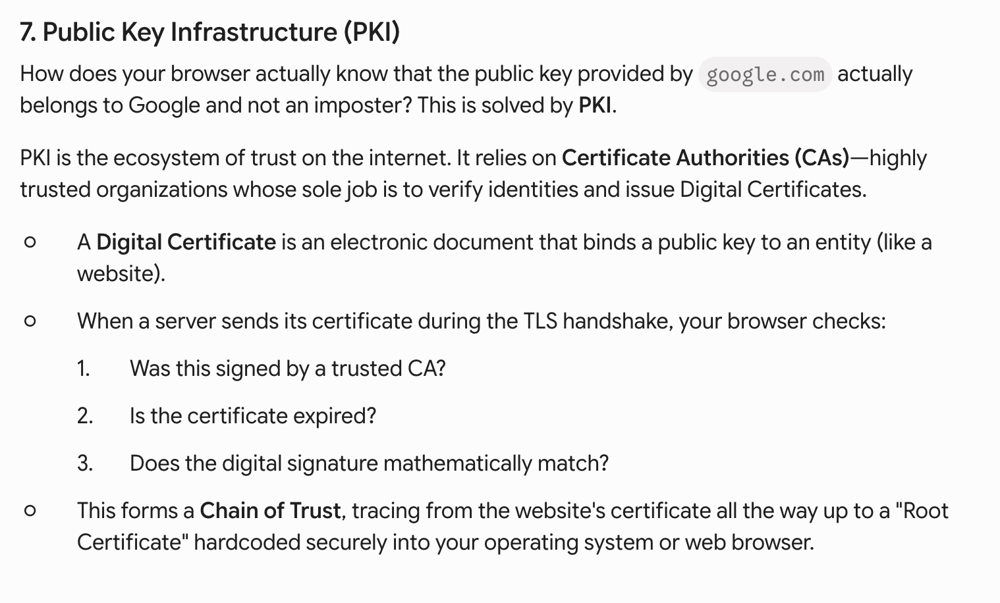 7. Public Key Infrastructure (PKI)
How does your browser actually know that the public key provided by google.com actually
belongs to Google and not an imposter? This is solved by PKI.
PKI is the ecosystem of trust on the internet. It relies on Certificate Authorities (CAs)—highly
trusted organizations whose sole job is to verify identities and issue Digital Certificates.
○ A Digital Certificate is an electronic document that binds a public key to an entity (like a
website).
○ When a server sends its certificate during the TLS handshake, your browser checks:
1. Was this signed by a trusted CA?
2. Is the certificate expired?
3. Does the digital signature mathematically match?
○ This forms a Chain of Trust, tracing from the website's certificate all the way up to a "Root
Certificate" hardcoded securely into your operating system or web browser.